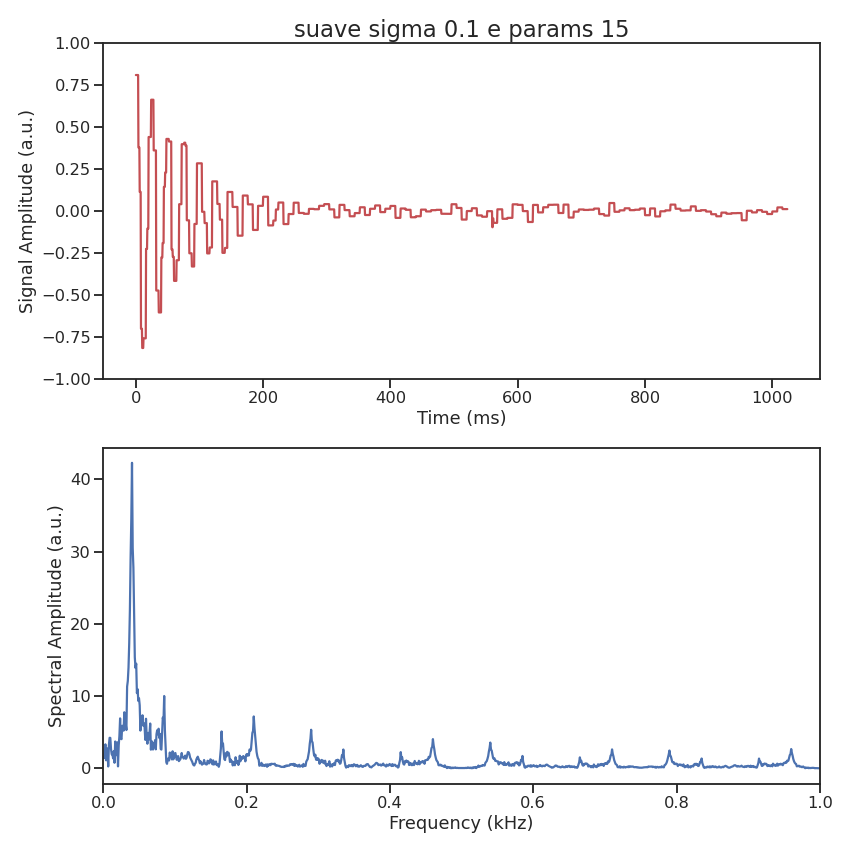 suave sigma 0.1 e params 15
1.00
0.75
0.50
0.25
0.00
−0.25
−0.50
−0.75
−1.00
Signal Amplitude (a.u.)
0 200 400 600 800 1000
Time (ms)
40
30
20
10
0
Spectral Amplitude (a.u.)
0.0 0.2 0.4 0.6 0.8 1.0
Frequency (kHz)